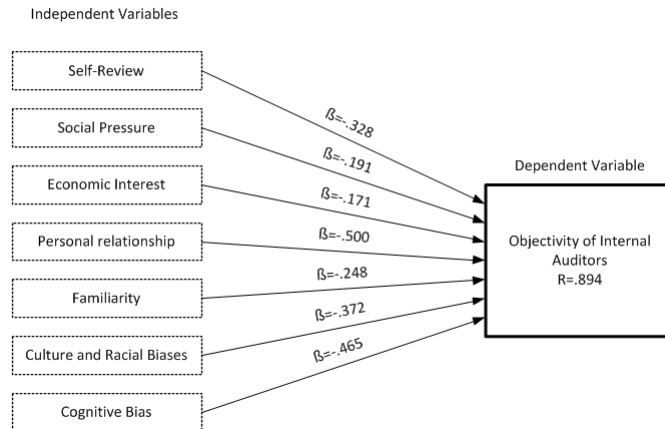 Independent Variables
Self-Review
Social Pressure
Economic Interest
Personal relationship
Familiarity
Culture and Racial Biases
Cognitive Bias
ß=-.328
ß=-.191
ß=-.171
ß=-.500
ß=-.248
ß=-.372
ß=-.465
Dependent Variable
Objectivity of Internal
Auditors
R=.894